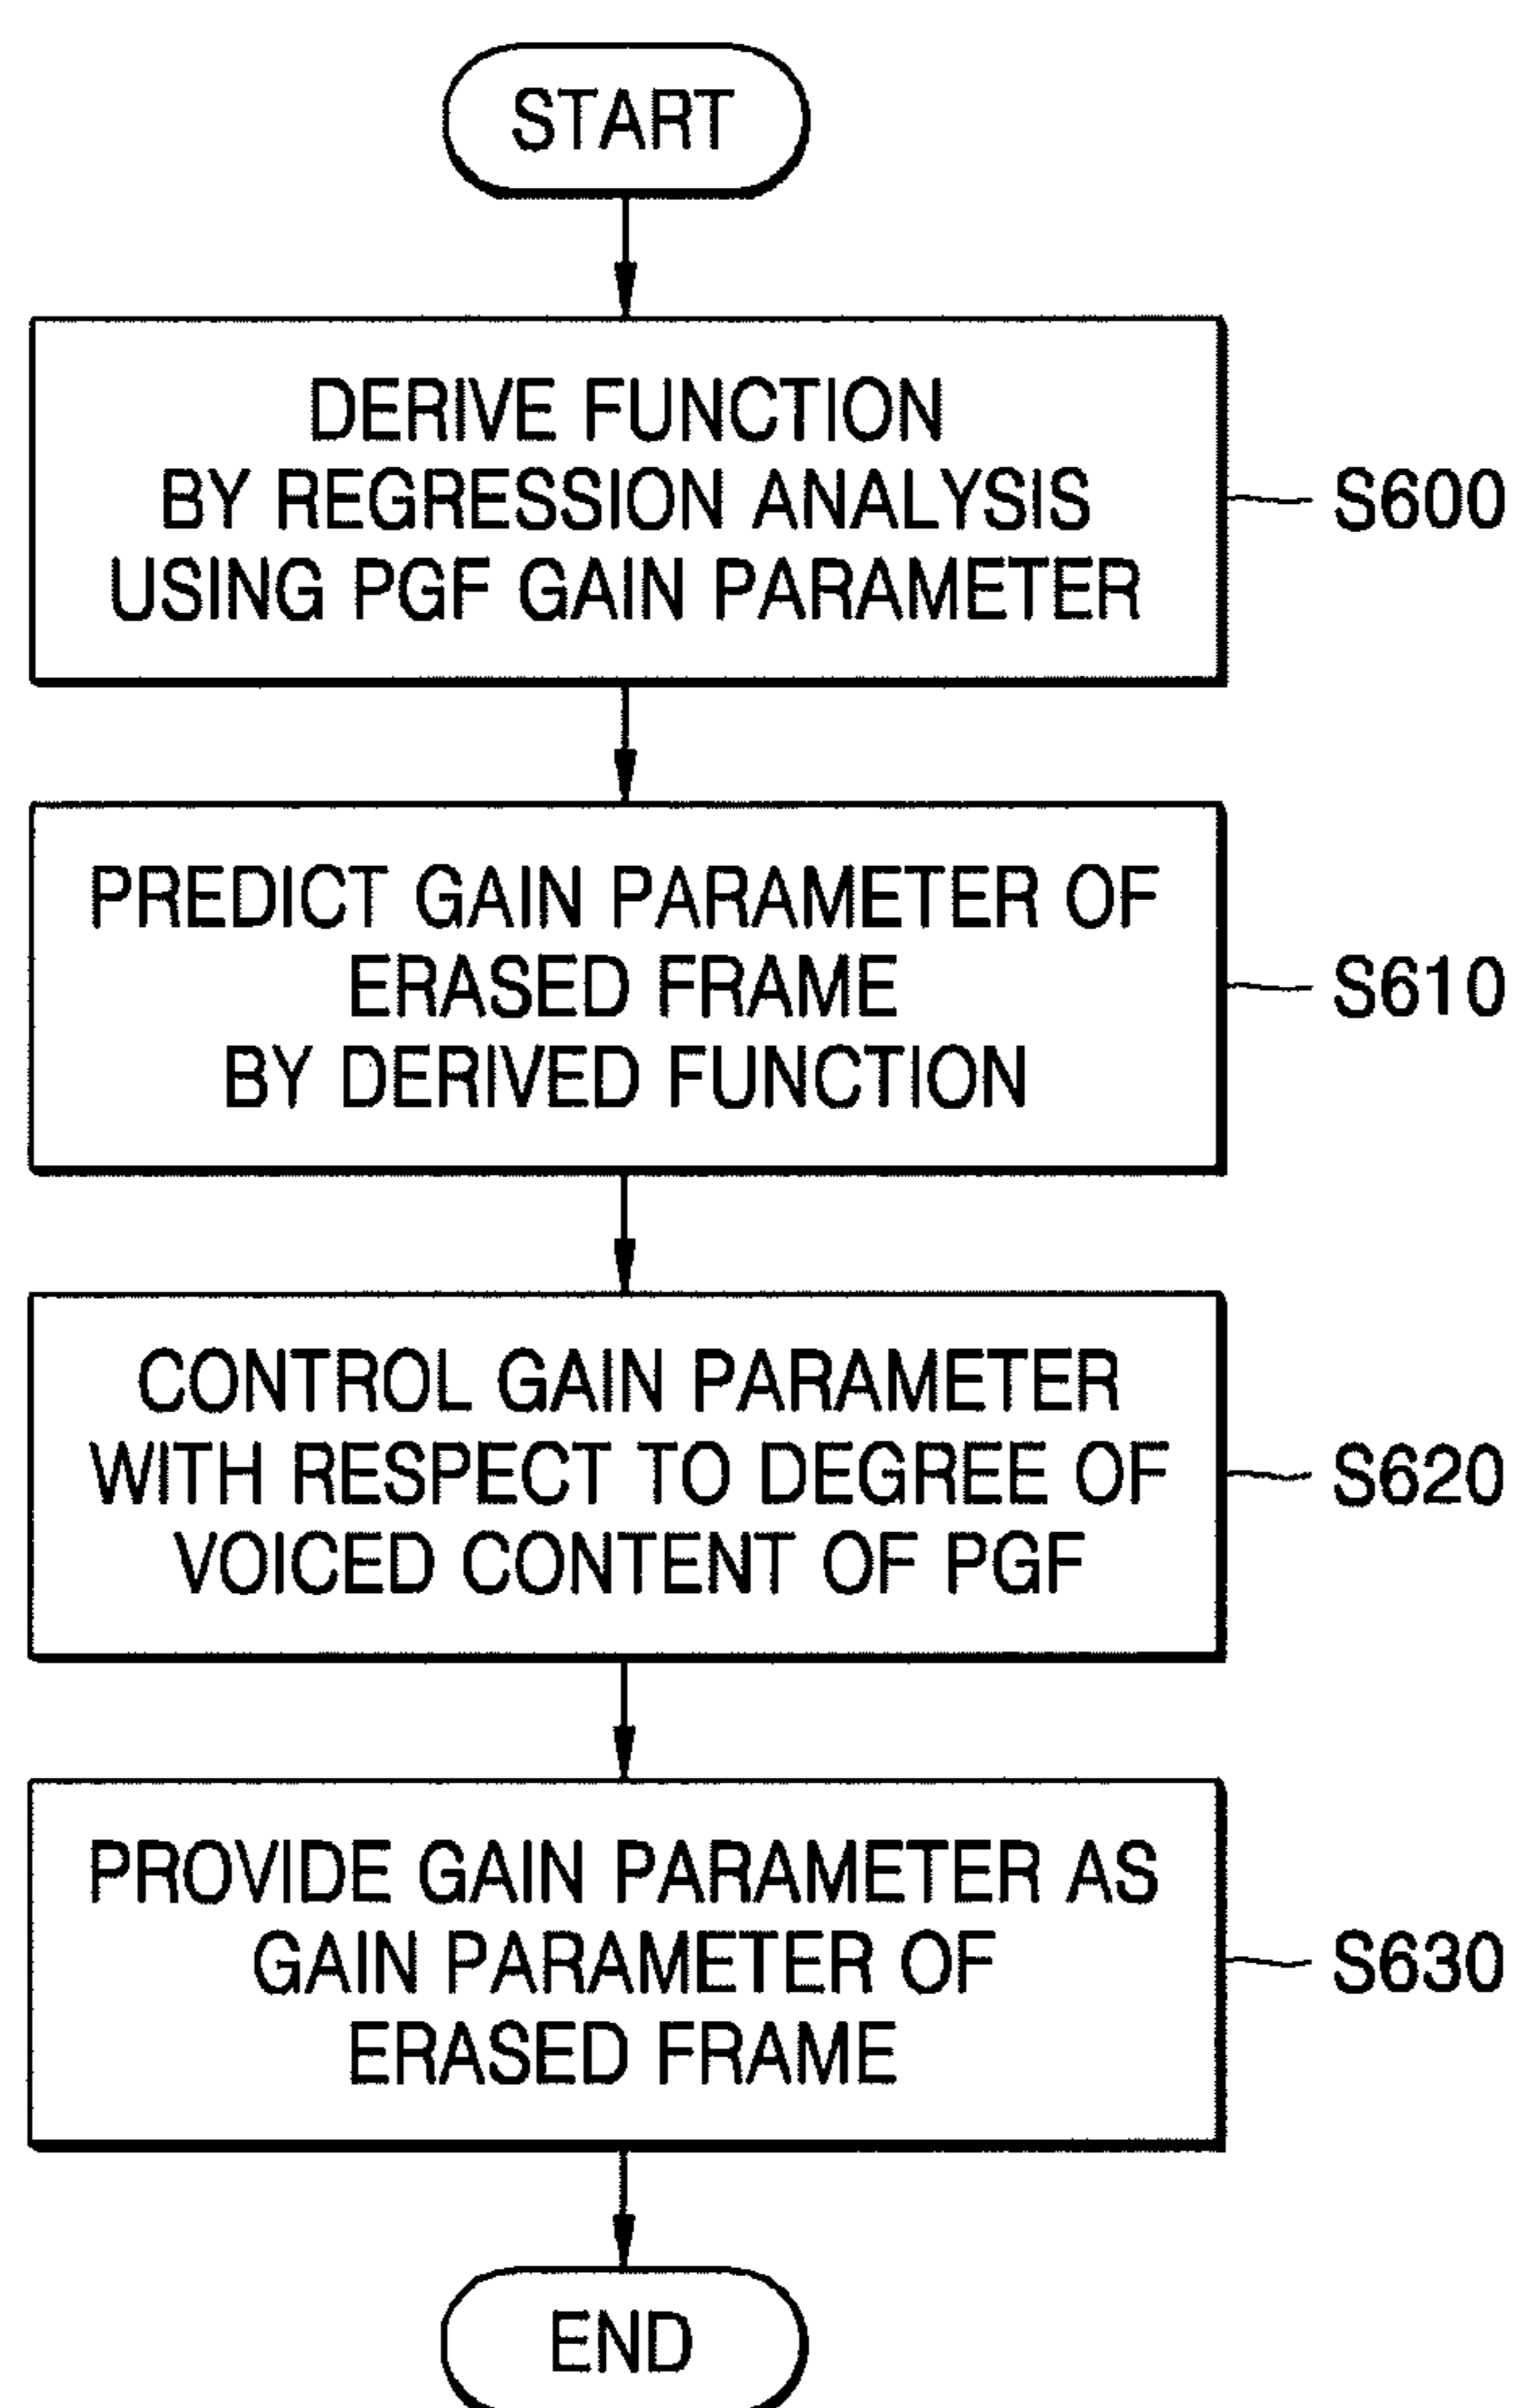 START
DERIVE FUNCTION
BY REGRESSION ANALYSIS
USING PGF GAIN PARAMETER
S600
PREDICT GAIN PARAMETER OF
ERASED FRAME
BY DERIVED FUNCTION
S610
CONTROL GAIN PARAMETER
WITH RESPECT TO DEGREE OF
VOICED CONTENT OF PGF
S620
PROVIDE GAIN PARAMETER AS
GAIN PARAMETER OF
ERASED FRAME
S630
END